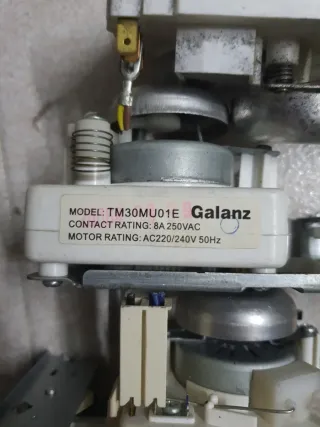 MODEL: TM30MU01E Galanz
CONTACT RATING: 8A 250VAC
MOTOR RATING: AC220/240V 50Hz